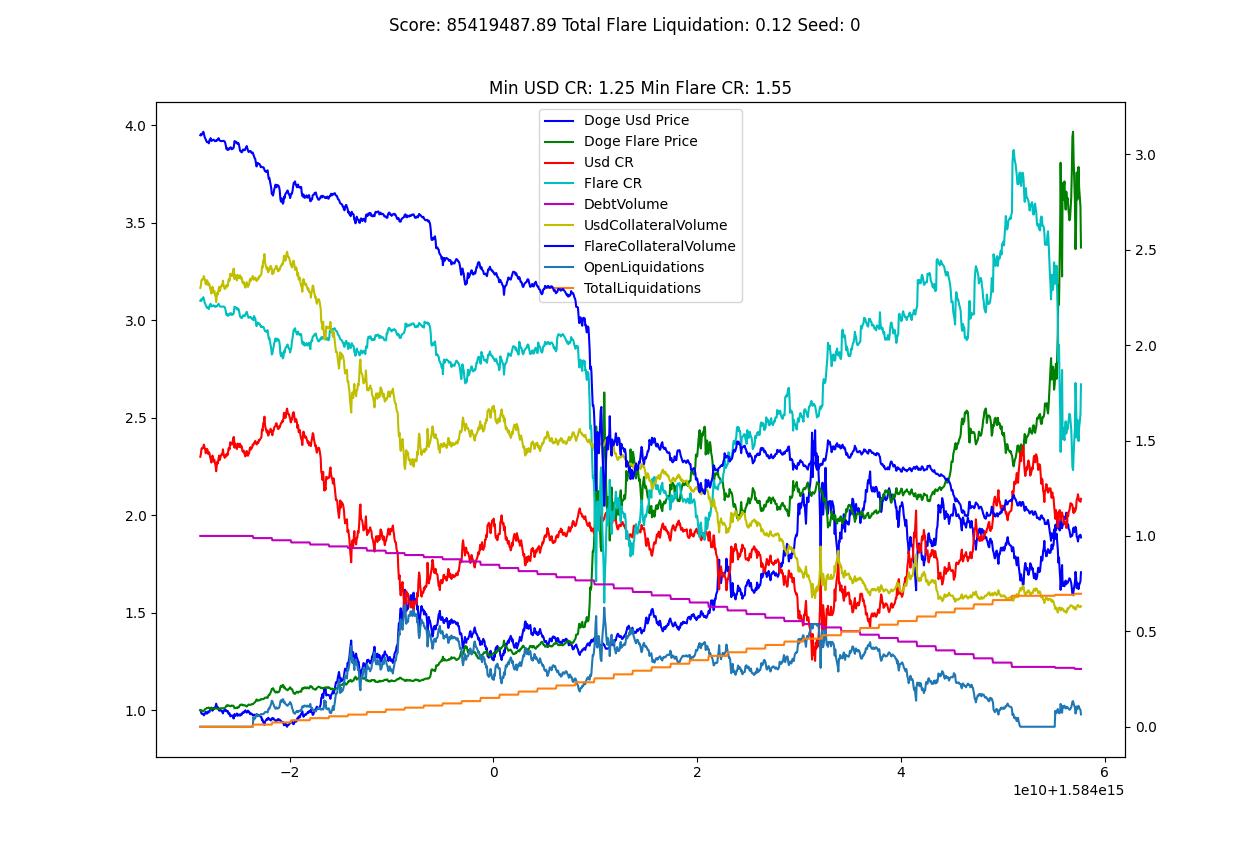 Score: 85419487.89 Total Flare Liquidation: 0.12 Seed: 0
Min USD CR: 1.25 Min Flare CR: 1.55
Doge Usd Price
Doge Flare Price
Usd CR
Flare CR
DebtVolume
UsdCollateralVolume
FlareCollateralVolume
OpenLiquidations
TotalLiquidations
4.0
3.5
3.0
2.5
2.0
1.5
1.0
3.0
2.5
2.0
1.5
1.0
0.5
0.0
−2 0 2 4 6
1e10+1.584e15